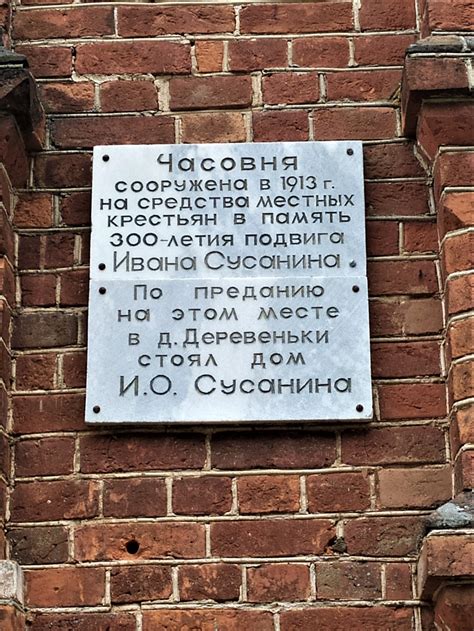 Часовня
сооружена в 1913 г.
на средства местных
крестьян в память
300-летия подвига
Ивана Сусанина
По преданию
на этом месте
в д. Деревеньки
стоял дом
И.О. Сусанина